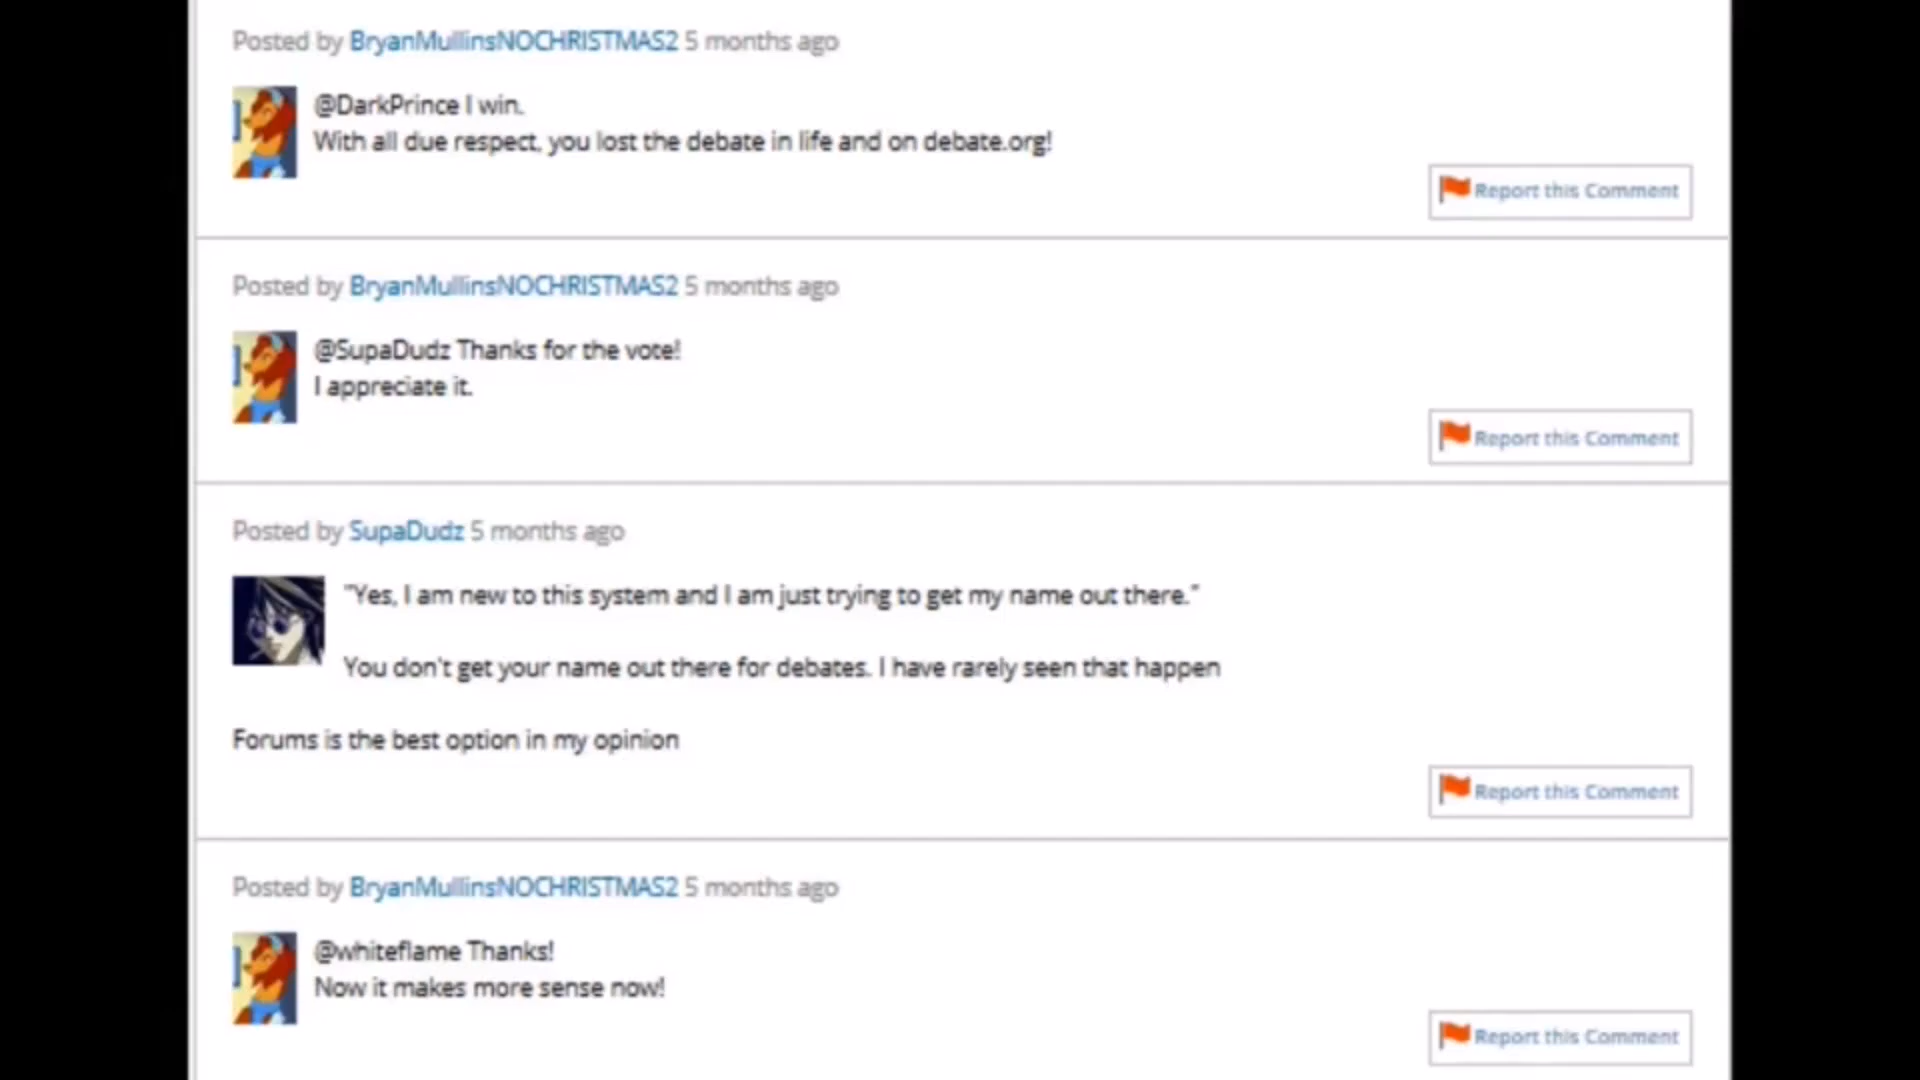 Posted by BryanMullinsNOCHRISTMAS2 5 months ago
@DarkPrince I win.
With all due respect, you lost the debate in life and on debate.org!
Report this Comment
Posted by BryanMullinsNOCHRISTMAS2 5 months ago
@SupaDudz Thanks for the vote!
I appreciate it.
Report this Comment
Posted by SupaDudz 5 months ago
"Yes, I am new to this system and I am just trying to get my name out there."
You don't get your name out there for debates. I have rarely seen that happen
Forums is the best option in my opinion
Report this Comment
Posted by BryanMullinsNOCHRISTMAS2 5 months ago
@whiteflame Thanks!
Now it makes more sense now!
Report this Comment